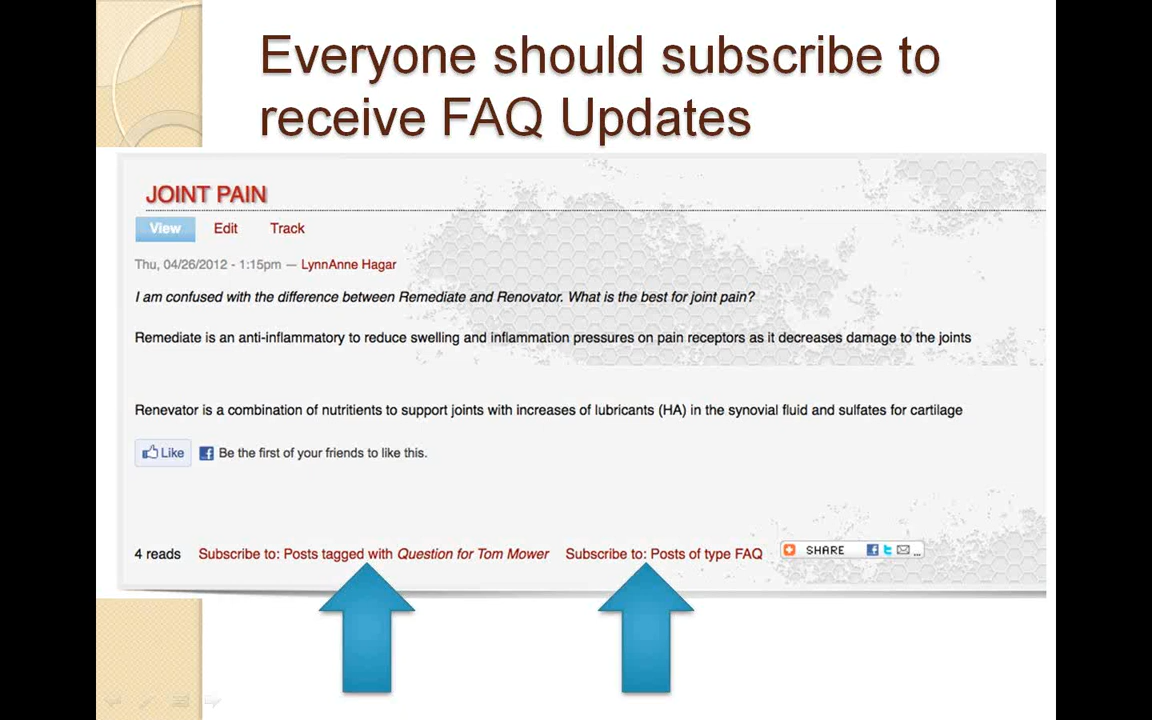 Everyone should subscribe to
receive FAQ Updates
JOINT PAIN
View Edit Track
Thu, 04/26/2012 - 1:15pm — LynnAnne Hagar
I am confused with the difference between Remediate and Renovator. What is the best for joint pain?
Remediate is an anti-inflammatory to reduce swelling and inflammation pressures on pain receptors as it decreases damage to the joints
Renevator is a combination of nutritients to support joints with increases of lubricants (HA) in the synovial fluid and sulfates for cartilage
Like Be the first of your friends to like this.
4 reads Subscribe to: Posts tagged with Question for Tom Mower Subscribe to: Posts of type FAQ SHARE ...